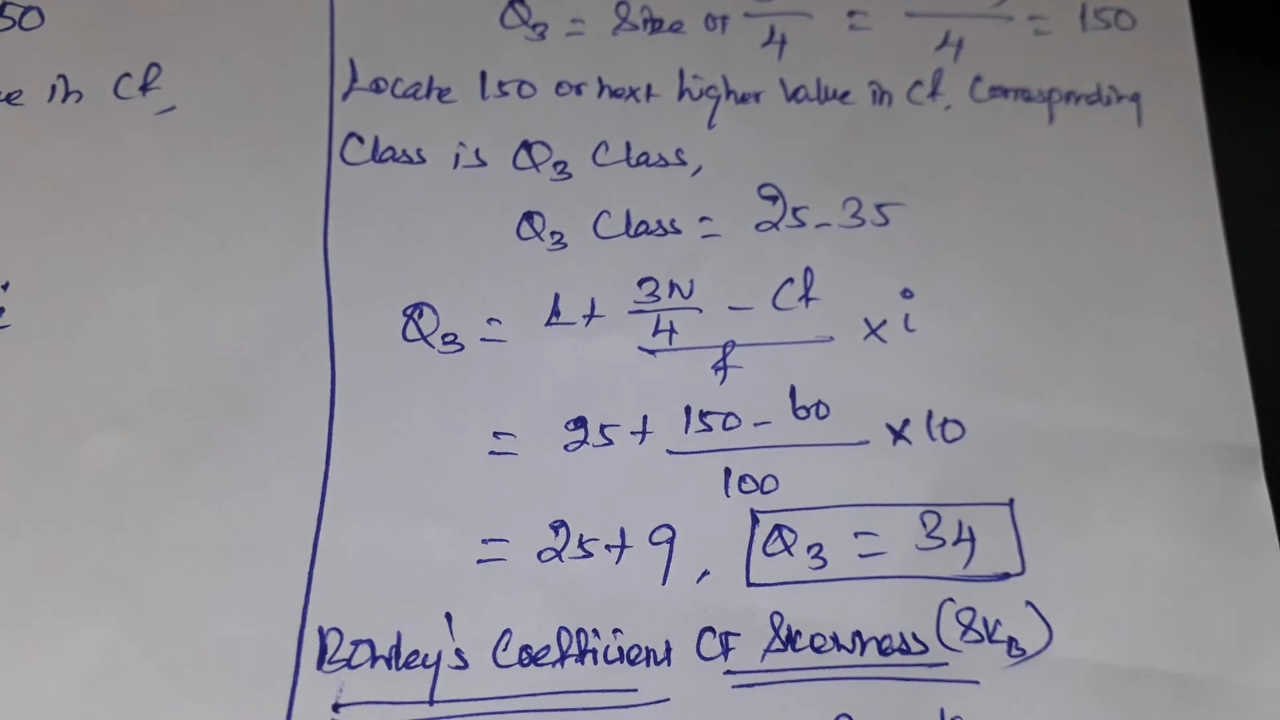 50
e in Cf,
i
Q3 = Size of /4 = /4 = 150
Locate 150 or next higher value in Cf. Corresponding
Class is Q3 Class,
Q3 Class = 25-35
Q3 = L + 3N/4 - Cf / f × i
= 25 + 150 - 60 / 100 × 10
= 25 + 9, Q3 = 34
Bowley's Coefficient Of Skewness (SKB)